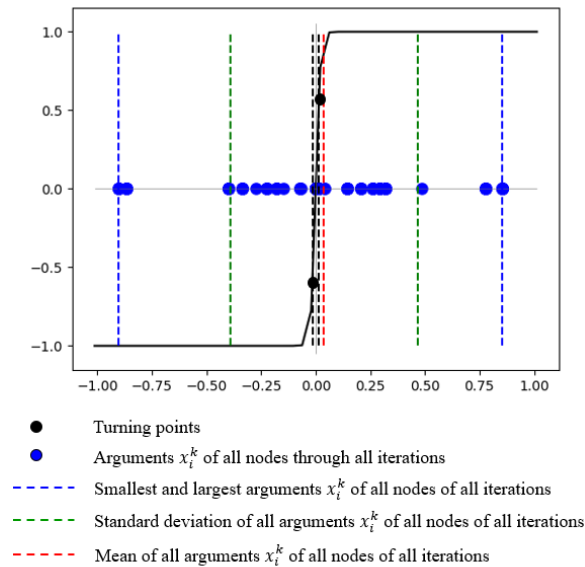 1.0
0.5
0.0
−0.5
−1.0
−1.00 −0.75 −0.50 −0.25 0.00 0.25 0.50 0.75 1.00
Turning points
Arguments x_i^k of all nodes through all iterations
Smallest and largest arguments x_i^k of all nodes of all iterations
Standard deviation of all arguments x_i^k of all nodes of all iterations
Mean of all arguments x_i^k of all nodes of all iterations